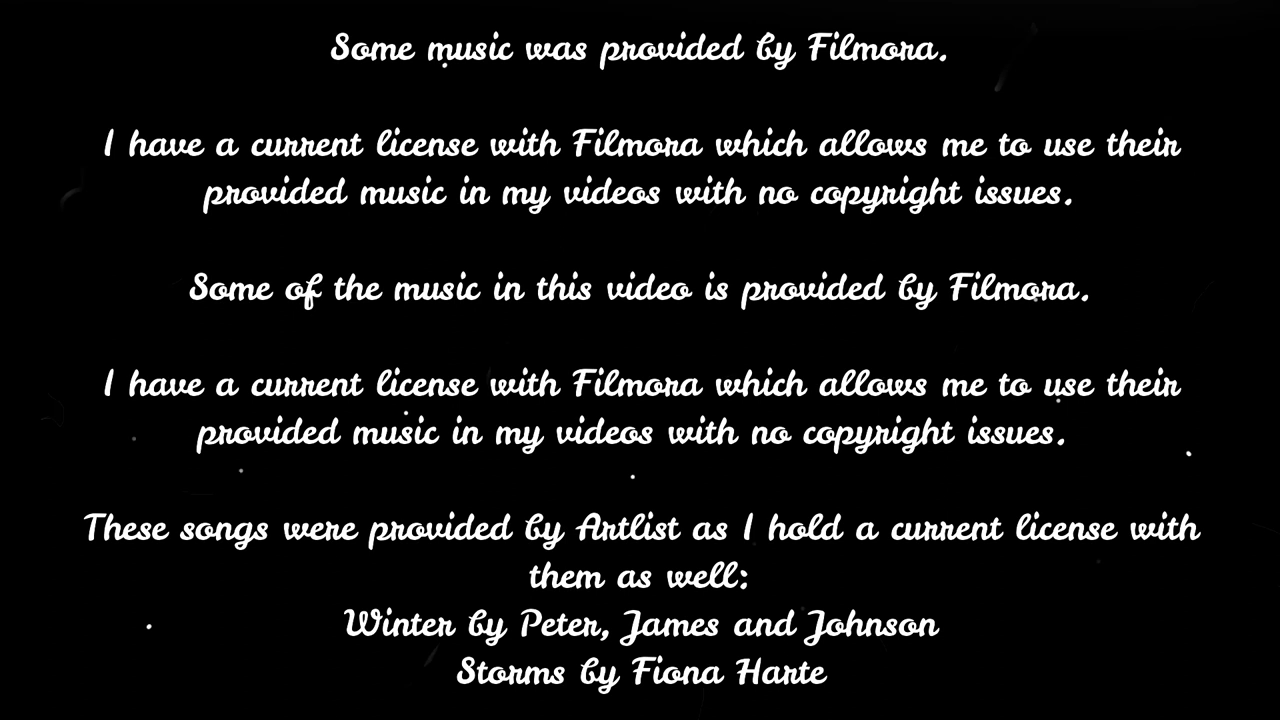 Some music was provided by Filmora.
I have a current license with Filmora which allows me to use their
provided music in my videos with no copyright issues.
Some of the music in this video is provided by Filmora.
I have a current license with Filmora which allows me to use their
provided music in my videos with no copyright issues.
These songs were provided by Artlist as I hold a current license with
them as well:
Winter by Peter, James and Johnson
Storms by Fiona Harte